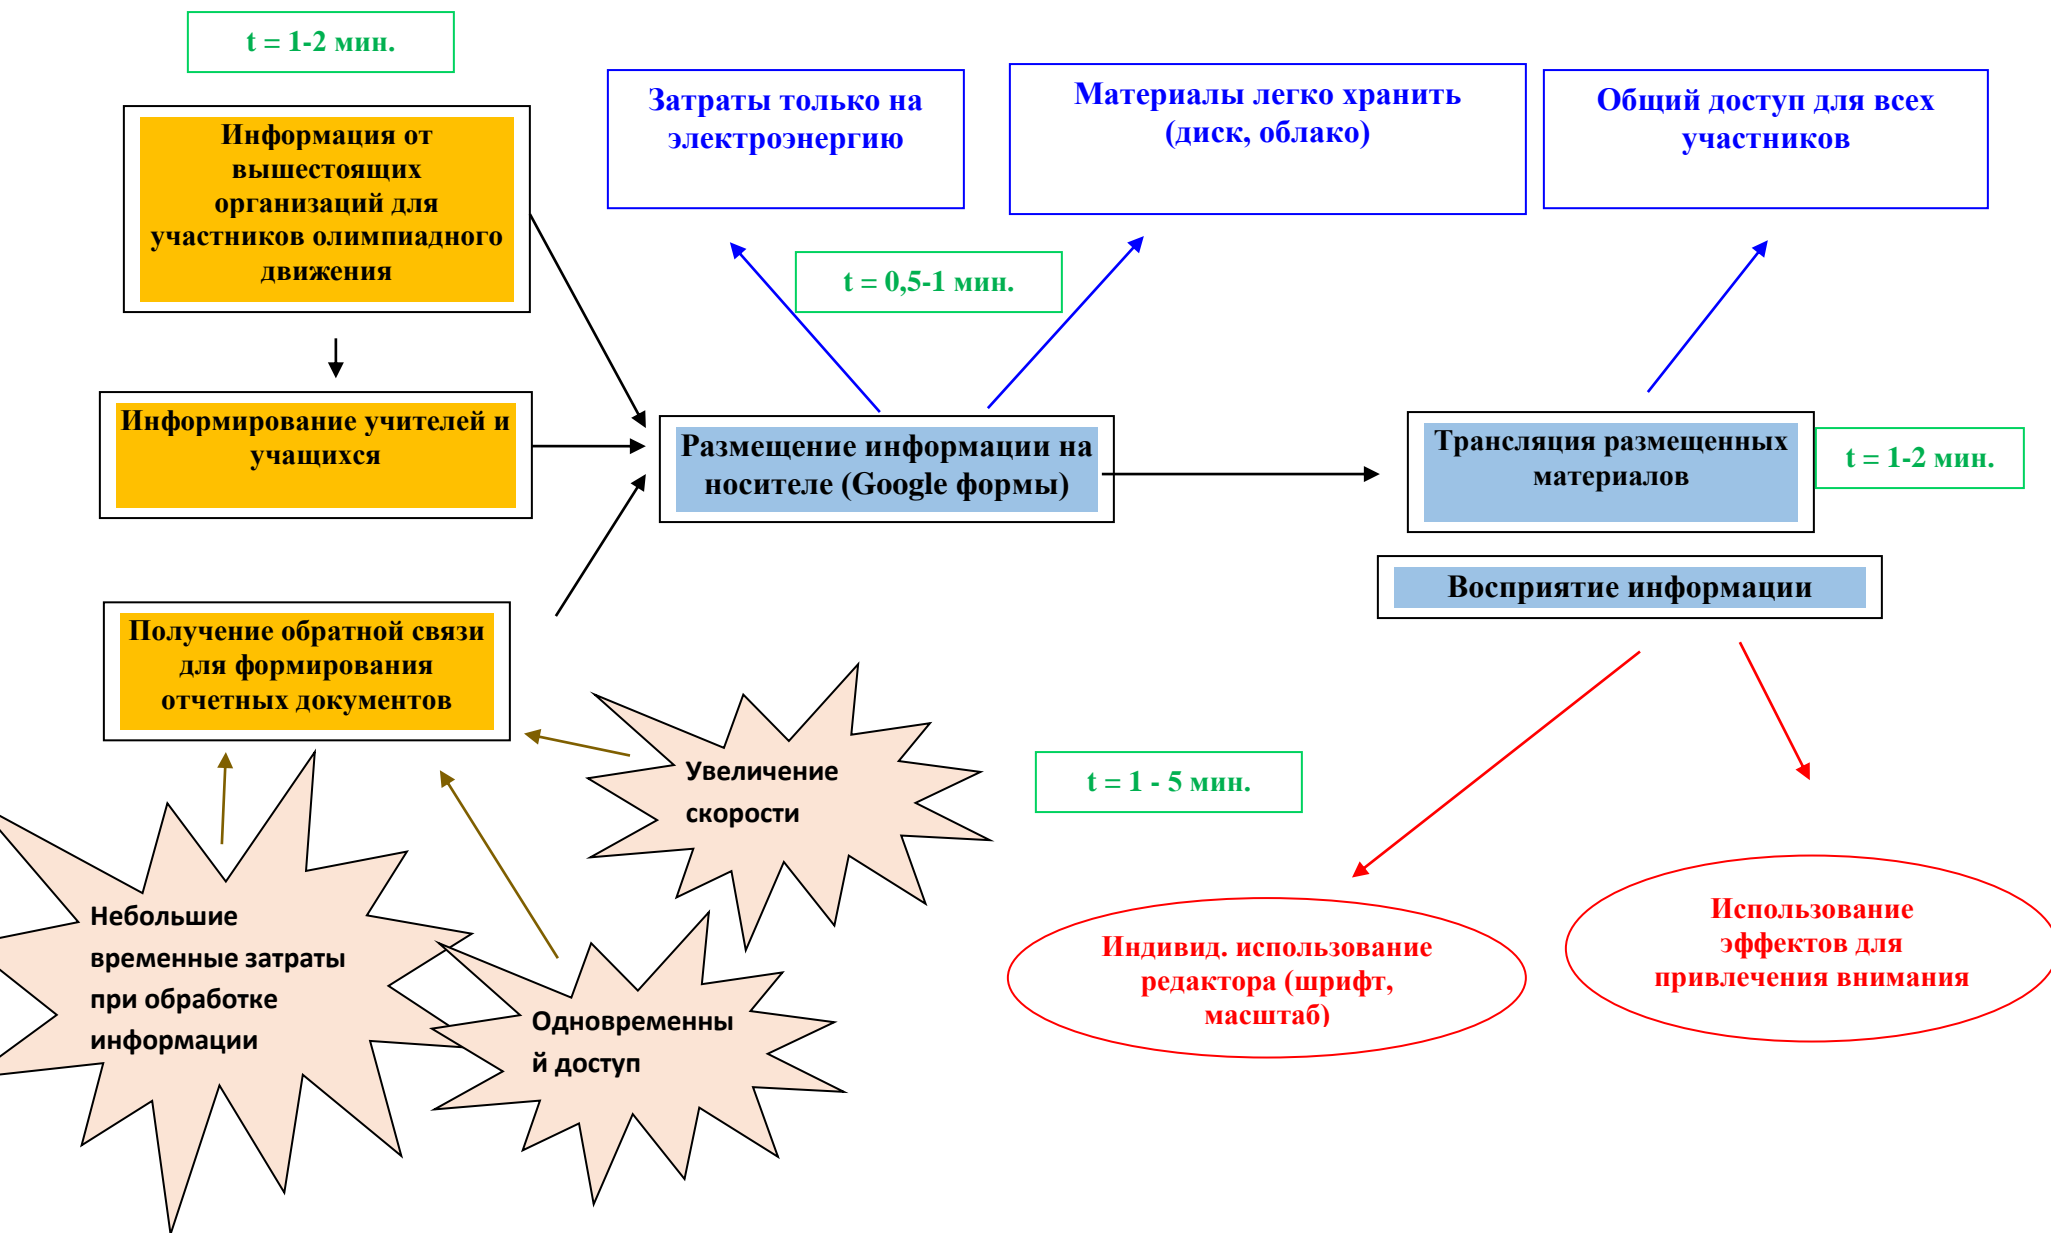 t = 1-2 мин.
Информация от
вышестоящих
организаций для
участников олимпиадного
движения
Затраты только на
электроэнергию
Материалы легко хранить
(диск, облако)
Общий доступ для всех
участников
t = 0,5-1 мин.
Информирование учителей и
учащихся
Размещение информации на
носителе (Google формы)
Трансляция размещенных
материалов
t = 1-2 мин.
Восприятие информации
Получение обратной связи
для формирования
отчетных документов
Увеличение
скорости
t = 1 - 5 мин.
Небольшие
временные затраты
при обработке
информации
Одновременны
й доступ
Индивид. использование
редактора (шрифт,
масштаб)
Использование
эффектов для
привлечения внимания